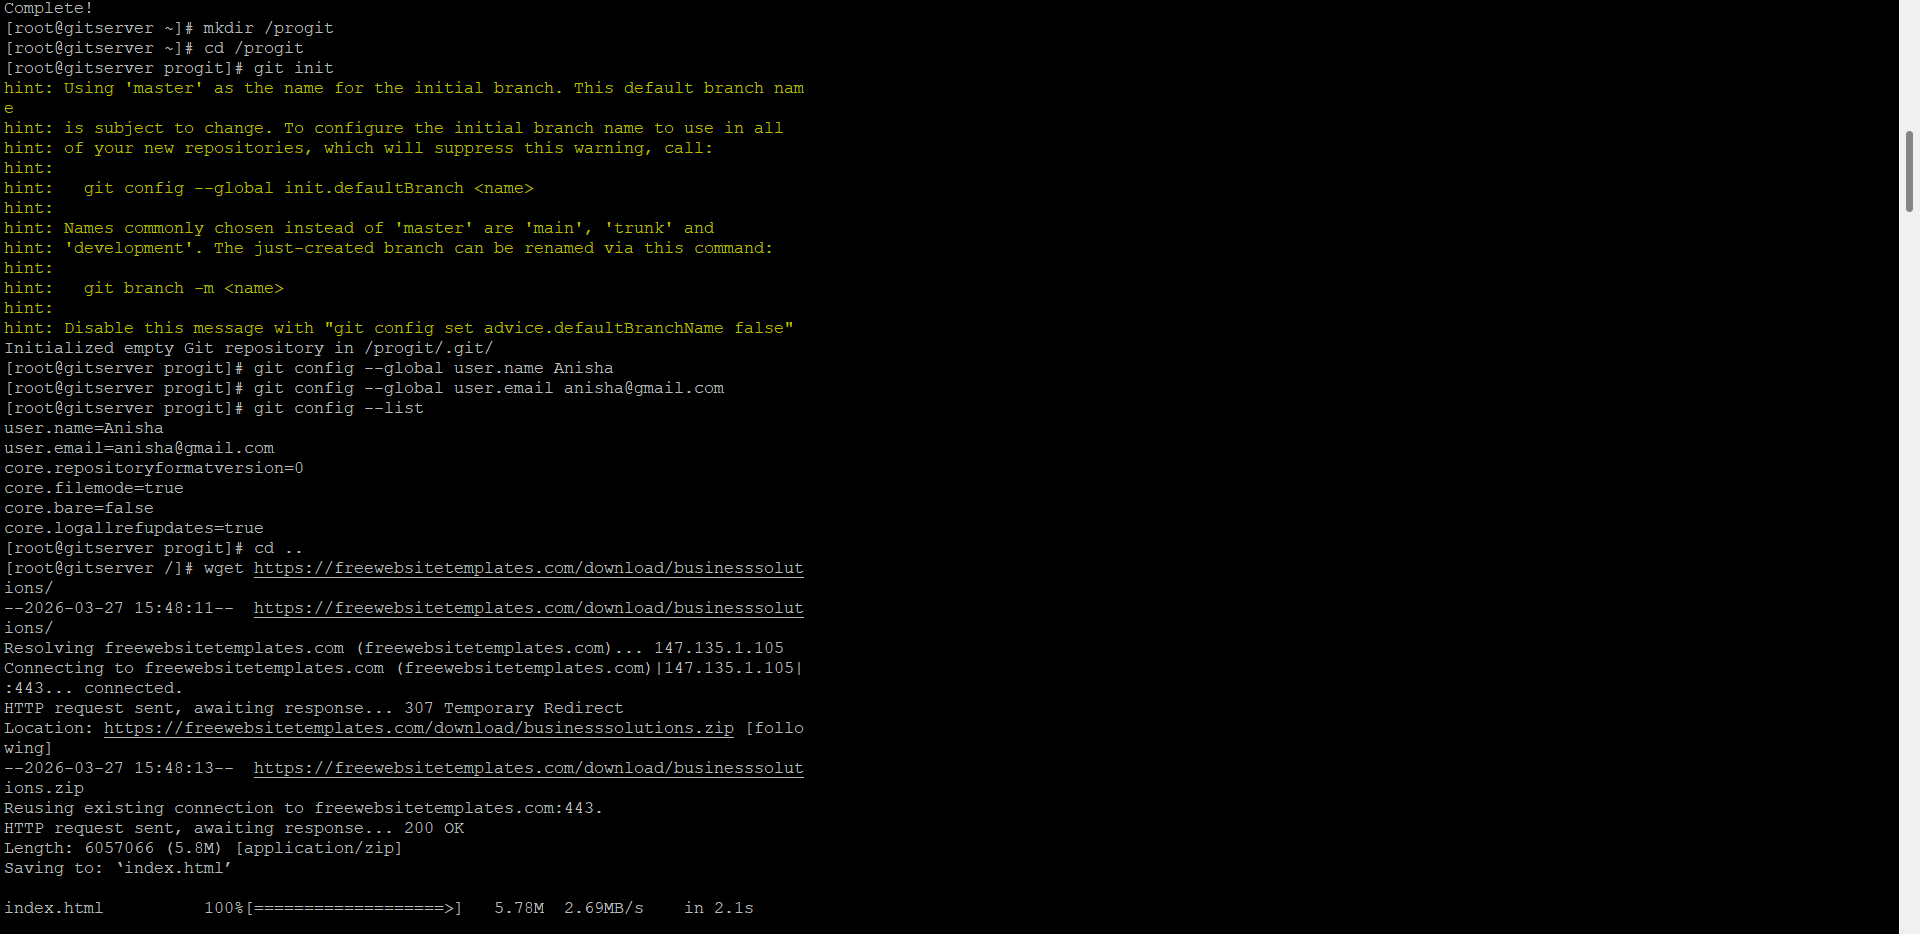 Complete!
[root@gitserver ~]# mkdir /progit
[root@gitserver ~]# cd /progit
[root@gitserver progit]# git init
hint: Using 'master' as the name for the initial branch. This default branch nam
e
hint: is subject to change. To configure the initial branch name to use in all
hint: of your new repositories, which will suppress this warning, call:
hint:
hint:   git config --global init.defaultBranch <name>
hint:
hint: Names commonly chosen instead of 'master' are 'main', 'trunk' and
hint: 'development'. The just-created branch can be renamed via this command:
hint:
hint:   git branch -m <name>
hint:
hint: Disable this message with "git config set advice.defaultBranchName false"
Initialized empty Git repository in /progit/.git/
[root@gitserver progit]# git config --global user.name Anisha
[root@gitserver progit]# git config --global user.email anisha@gmail.com
[root@gitserver progit]# git config --list
user.name=Anisha
user.email=anisha@gmail.com
core.repositoryformatversion=0
core.filemode=true
core.bare=false
core.logallrefupdates=true
[root@gitserver progit]# cd ..
[root@gitserver /]# wget https://freewebsitetemplates.com/download/businesssolut
ions/
--2026-03-27 15:48:11--  https://freewebsitetemplates.com/download/businesssolut
ions/
Resolving freewebsitetemplates.com (freewebsitetemplates.com)... 147.135.1.105
Connecting to freewebsitetemplates.com (freewebsitetemplates.com)|147.135.1.105|
:443... connected.
HTTP request sent, awaiting response... 307 Temporary Redirect
Location: https://freewebsitetemplates.com/download/businesssolutions.zip [follo
wing]
--2026-03-27 15:48:13--  https://freewebsitetemplates.com/download/businesssolut
ions.zip
Reusing existing connection to freewebsitetemplates.com:443.
HTTP request sent, awaiting response... 200 OK
Length: 6057066 (5.8M) [application/zip]
Saving to: ‘index.html’
index.html          100%[===================>]   5.78M  2.69MB/s    in 2.1s